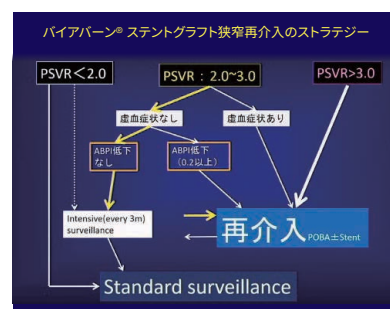 バイアバーン® ステントグラフト狭窄再介入のストラテジー
PSVR＜2.0
PSVR：2.0~3.0
PSVR>3.0
虚血症状なし
虚血症状あり
ABPI低下
なし
ABPI低下
（0.2以上）
Intensive(every 3m)
surveillance
再介入 POBA±Stent
Standard surveillance